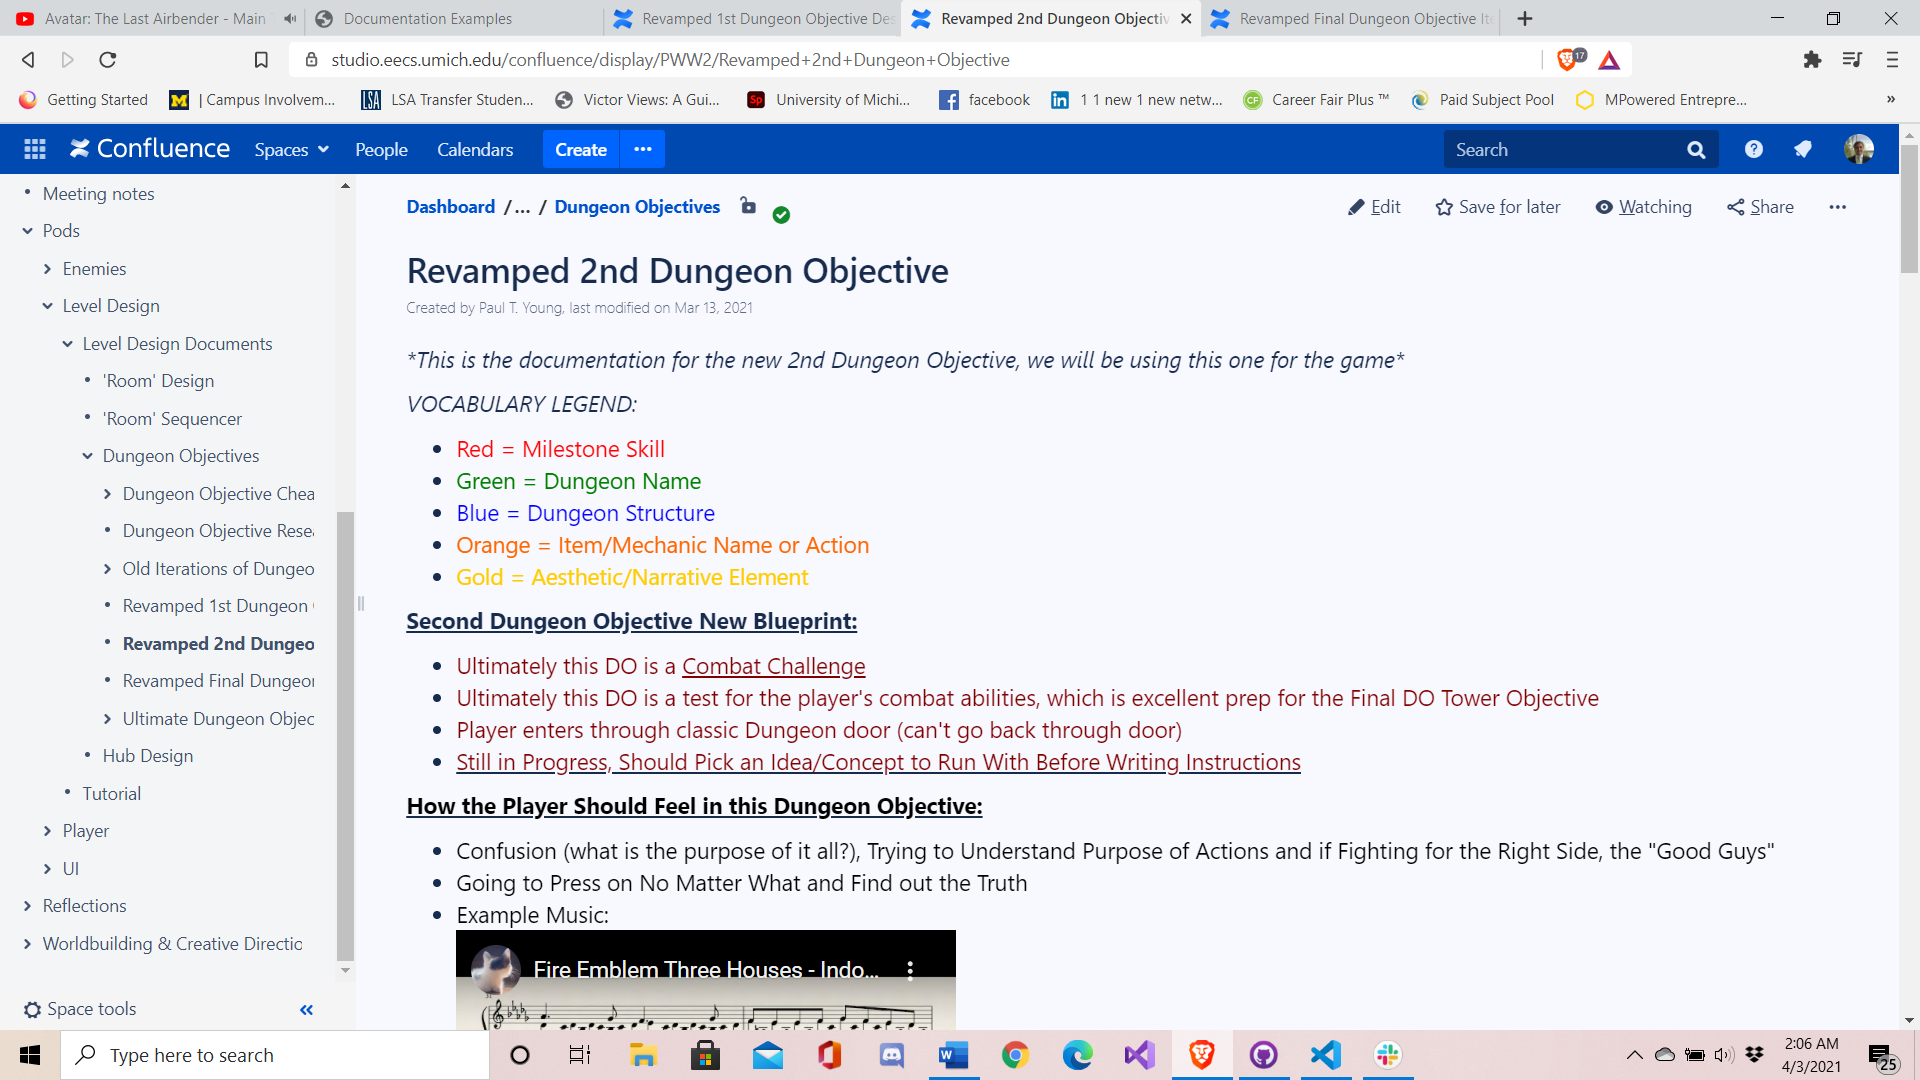 Avatar: The Last Airbender - Main
Documentation Examples
Revamped 1st Dungeon Objective Des
Revamped 2nd Dungeon Objectiv
Revamped Final Dungeon Objective Ite
studio.eecs.umich.edu/confluence/display/PWW2/Revamped+2nd+Dungeon+Objective
17
Getting Started
| Campus Involvem...
LSA Transfer Studen...
Victor Views: A Gui...
University of Michi...
facebook
1 1 new 1 new netw...
Career Fair Plus ™
Paid Subject Pool
MPowered Entrepre...
»
Confluence
Spaces
People
Calendars
Create
Search
Meeting notes
Pods
Enemies
Level Design
Level Design Documents
'Room' Design
'Room' Sequencer
Dungeon Objectives
Dungeon Objective Chea
Dungeon Objective Resea
Old Iterations of Dungeo
Revamped 1st Dungeon
Revamped 2nd Dungeo
Revamped Final Dungeon
Ultimate Dungeon Objec
Hub Design
Tutorial
Player
UI
Reflections
Worldbuilding & Creative Directio
Space tools
«
Dashboard /... / Dungeon Objectives
Edit
Save for later
Watching
Share
Revamped 2nd Dungeon Objective
Created by Paul T. Young, last modified on Mar 13, 2021
*This is the documentation for the new 2nd Dungeon Objective, we will be using this one for the game*
VOCABULARY LEGEND:
Red = Milestone Skill
Green = Dungeon Name
Blue = Dungeon Structure
Orange = Item/Mechanic Name or Action
Gold = Aesthetic/Narrative Element
Second Dungeon Objective New Blueprint:
Ultimately this DO is a Combat Challenge
Ultimately this DO is a test for the player's combat abilities, which is excellent prep for the Final DO Tower Objective
Player enters through classic Dungeon door (can't go back through door)
Still in Progress, Should Pick an Idea/Concept to Run With Before Writing Instructions
How the Player Should Feel in this Dungeon Objective:
Confusion (what is the purpose of it all?), Trying to Understand Purpose of Actions and if Fighting for the Right Side, the "Good Guys"
Going to Press on No Matter What and Find out the Truth
Example Music:
Fire Emblem Three Houses - Indo...
Type here to search
2:06 AM
4/3/2021
25